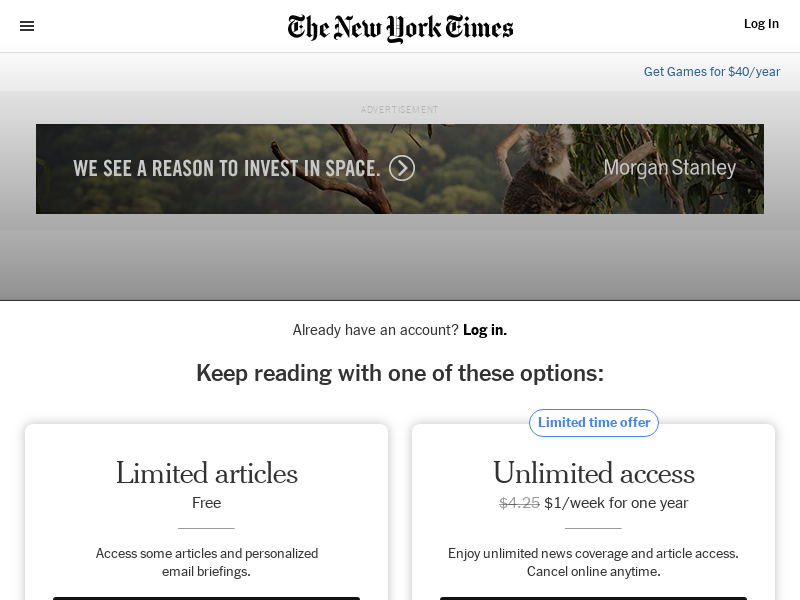 The New York Times
Log In
Get Games for $40/year
ADVERTISEMENT
WE SEE A REASON TO INVEST IN SPACE.
Morgan Stanley
Already have an account? Log in.
Keep reading with one of these options:
Limited articles
Free
Access some articles and personalized
email briefings.
Limited time offer
Unlimited access
$4.25 $1/week for one year
Enjoy unlimited news coverage and article access.
Cancel online anytime.